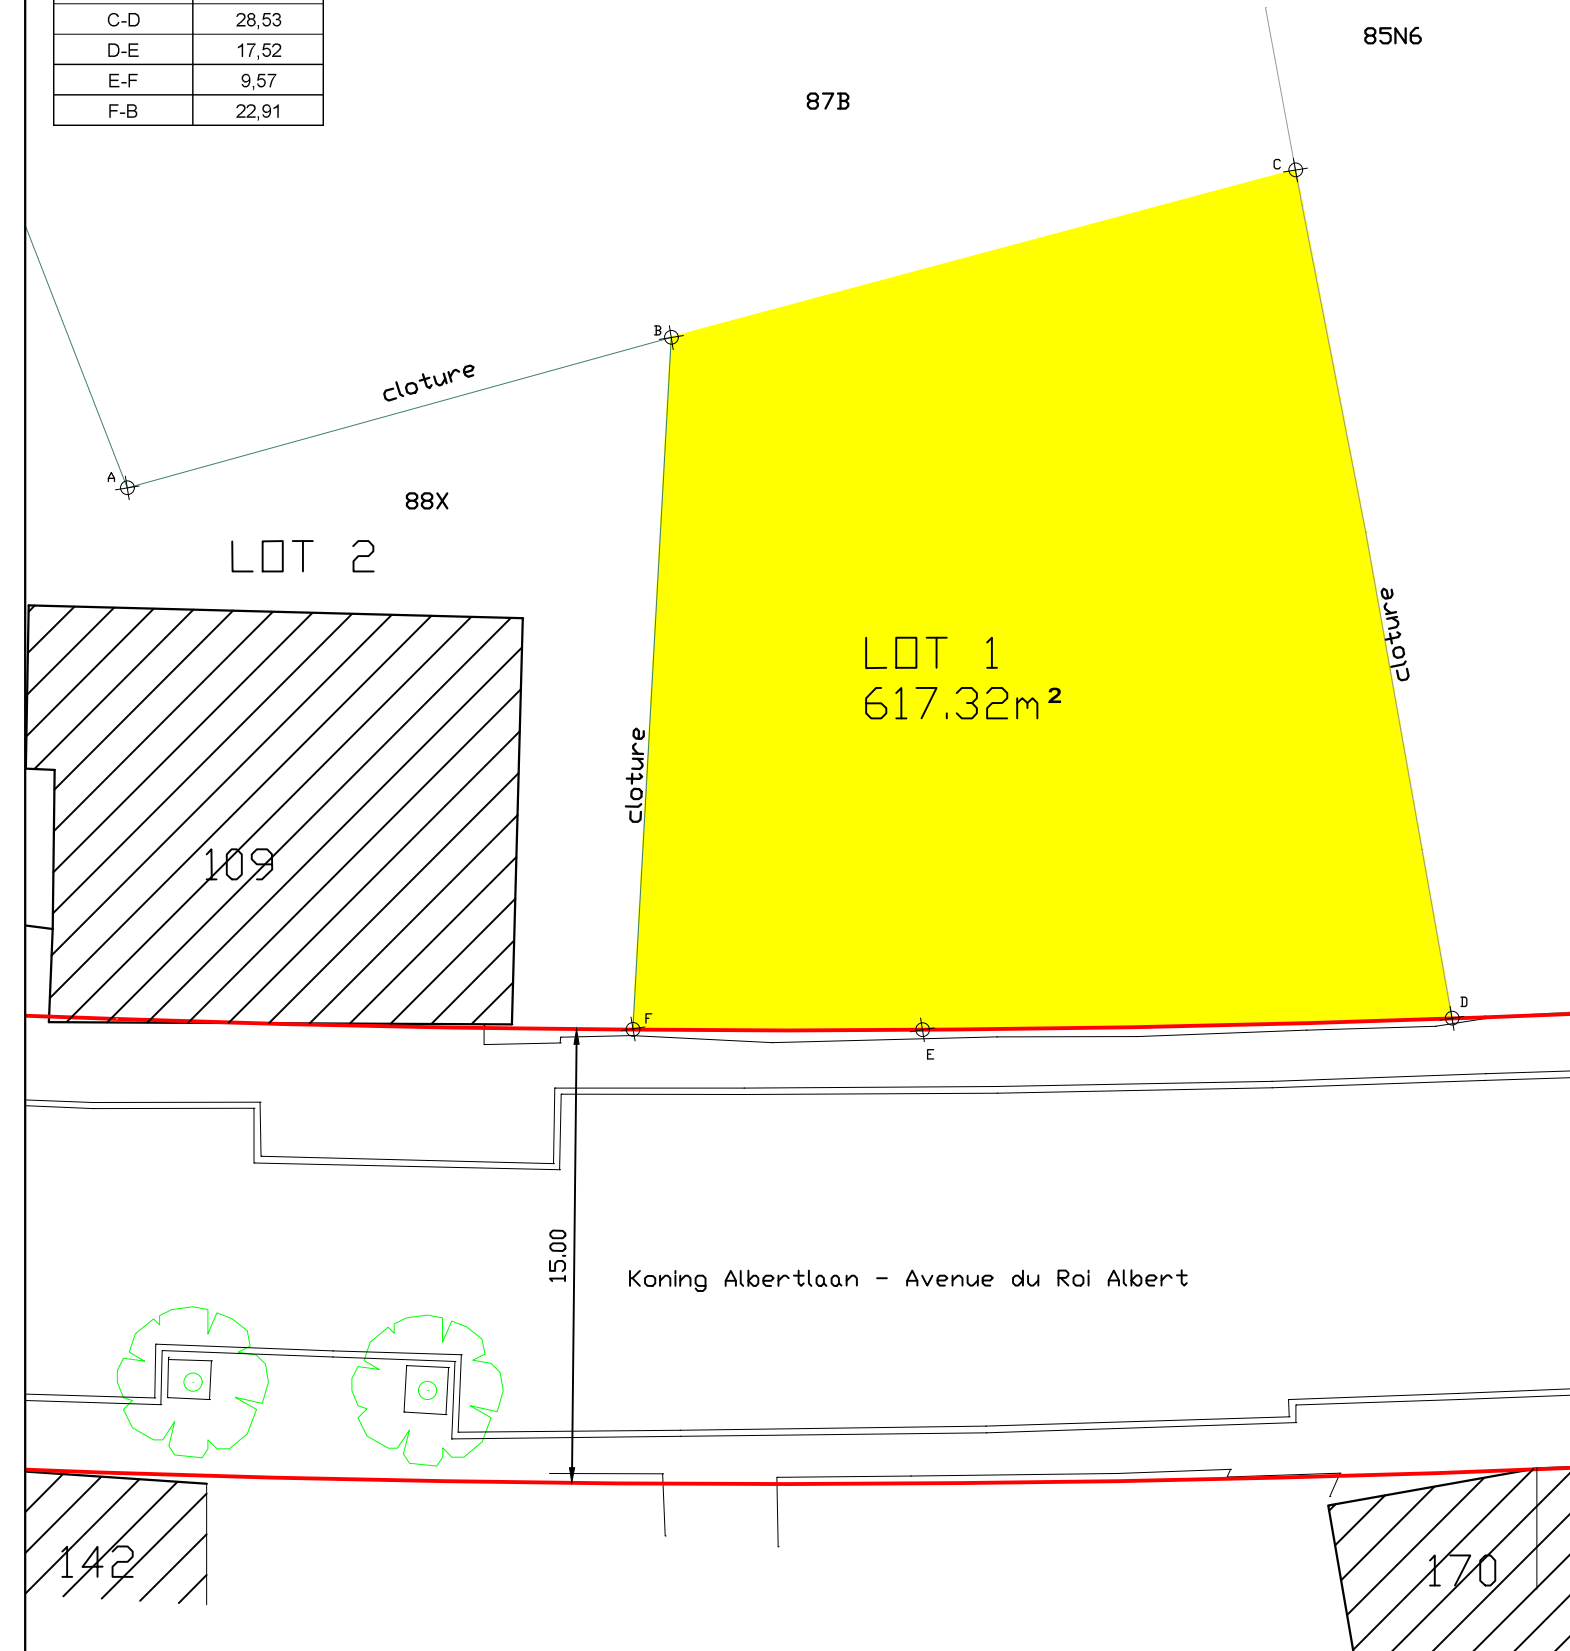 C-D 28,53
D-E 17,52
E-F 9,57
F-B 22,91
85N6
87B
C
B
cloture
A
88X
LOT 2
cloture
LOT 1
617.32m²
cloture
109
D
F
E
15.00
Koning Albertlaan - Avenue du Roi Albert
142
170